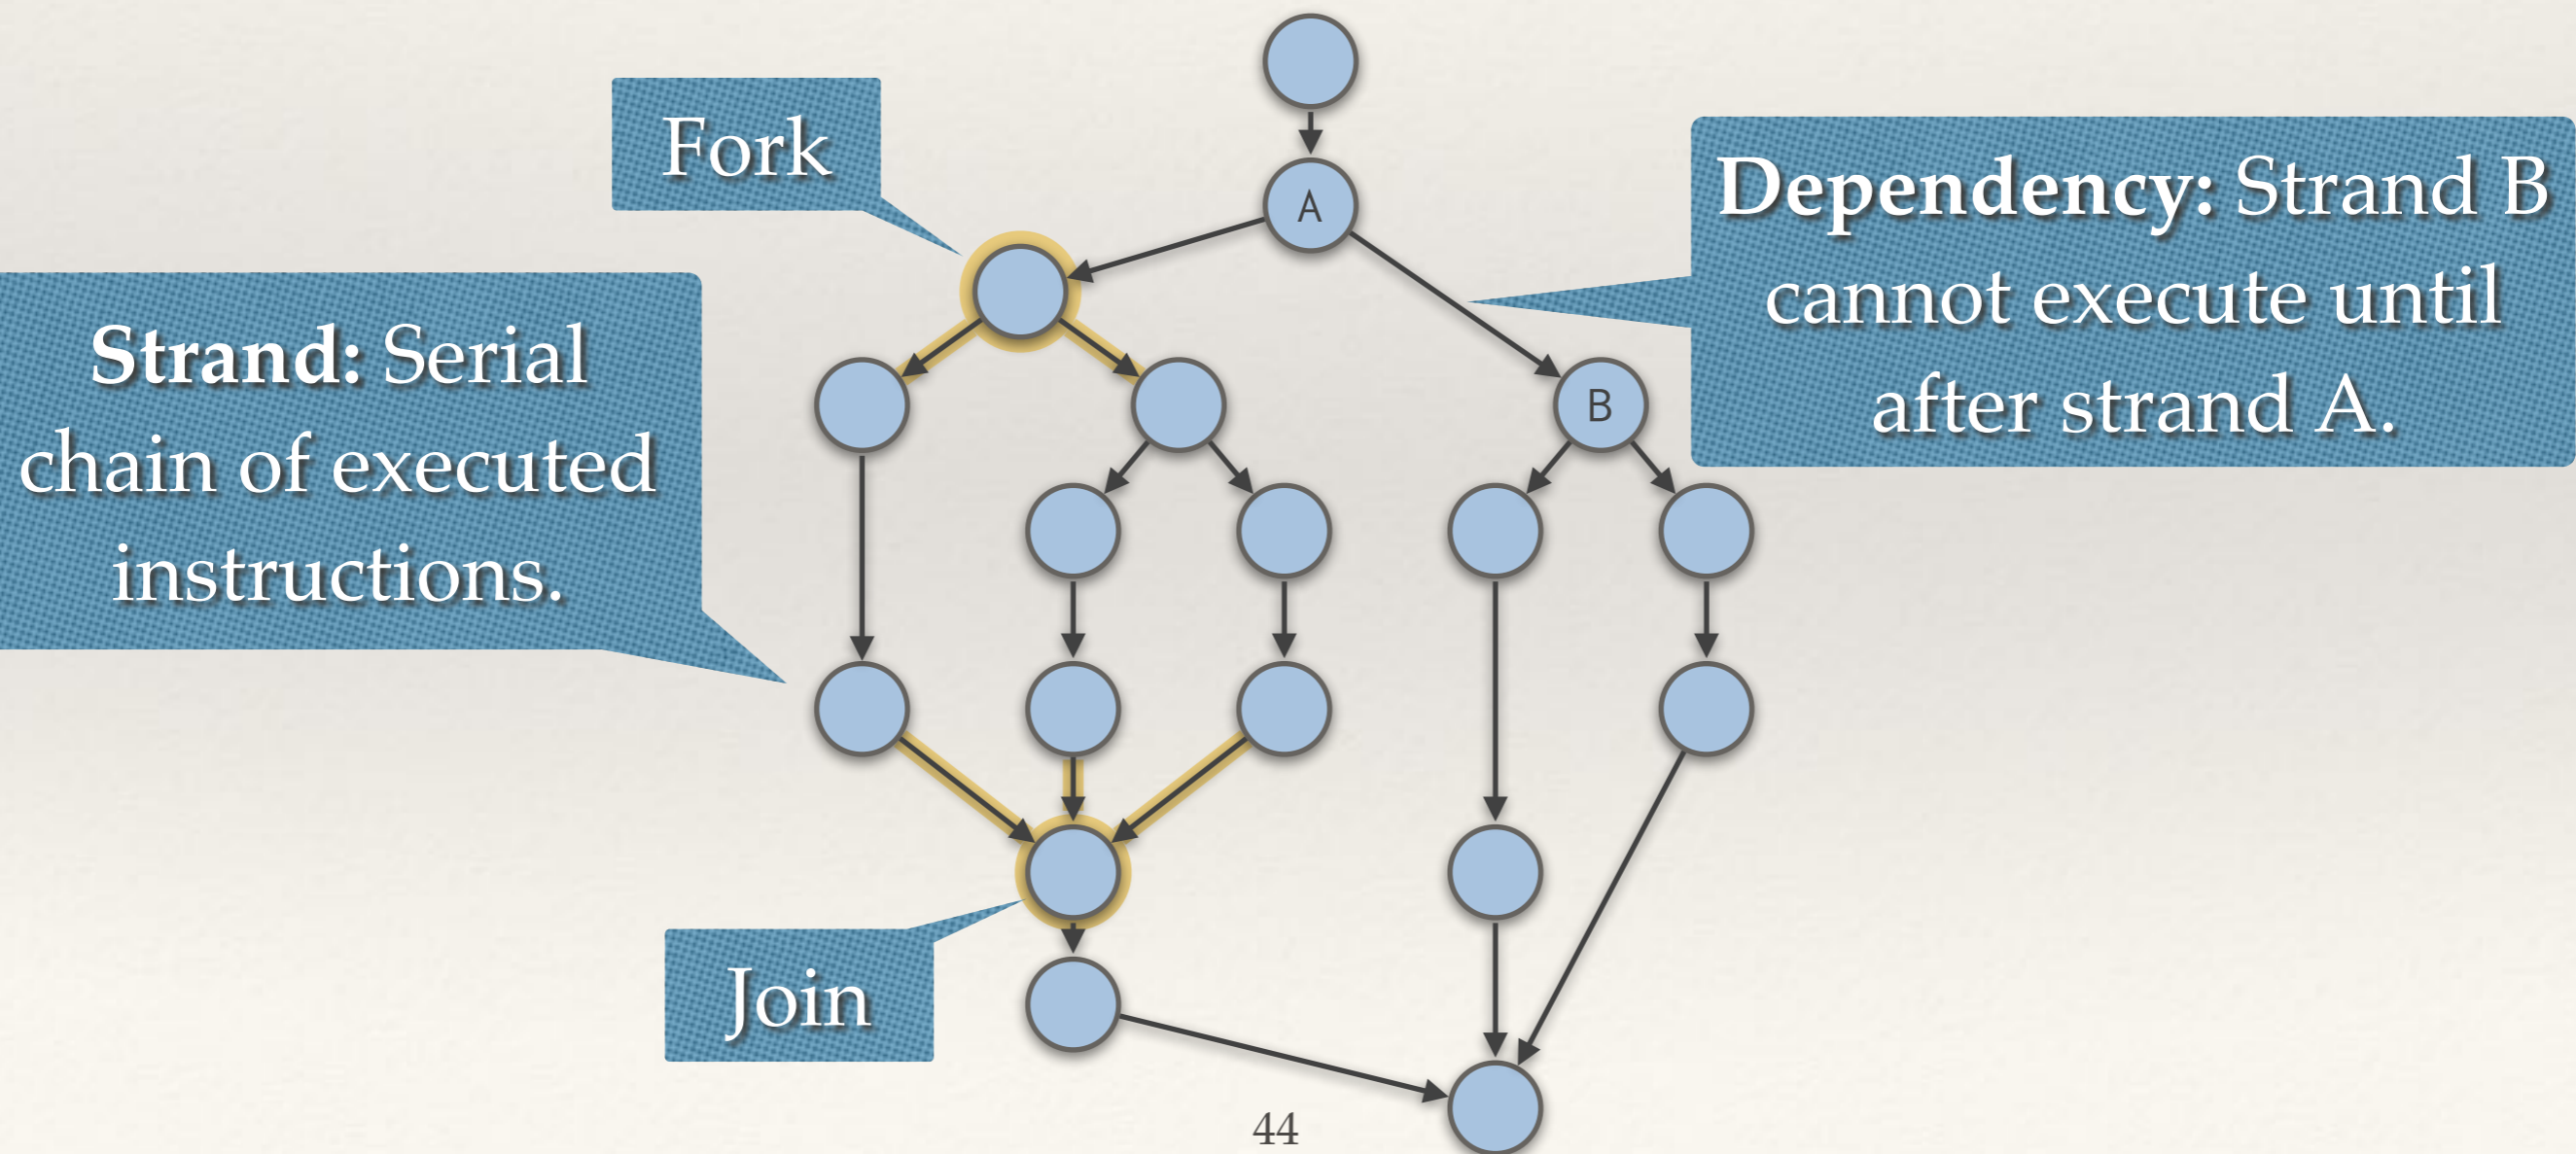 Fork
A
Dependency: Strand B
cannot execute until
after strand A.
Strand: Serial
chain of executed
instructions.
B
Join
44